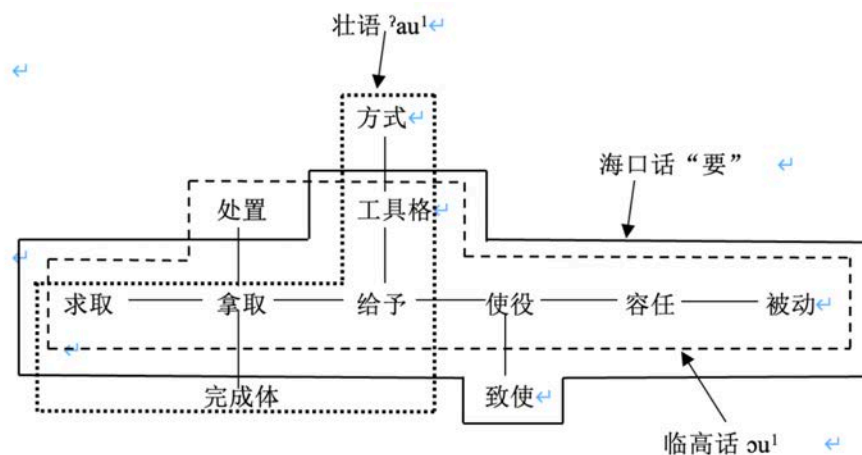 壮语 ˀau¹
方式
海口话“要”
处置 工具格
求取 拿取 给予 使役 容任 被动
完成体 致使
临高话 ɔu¹